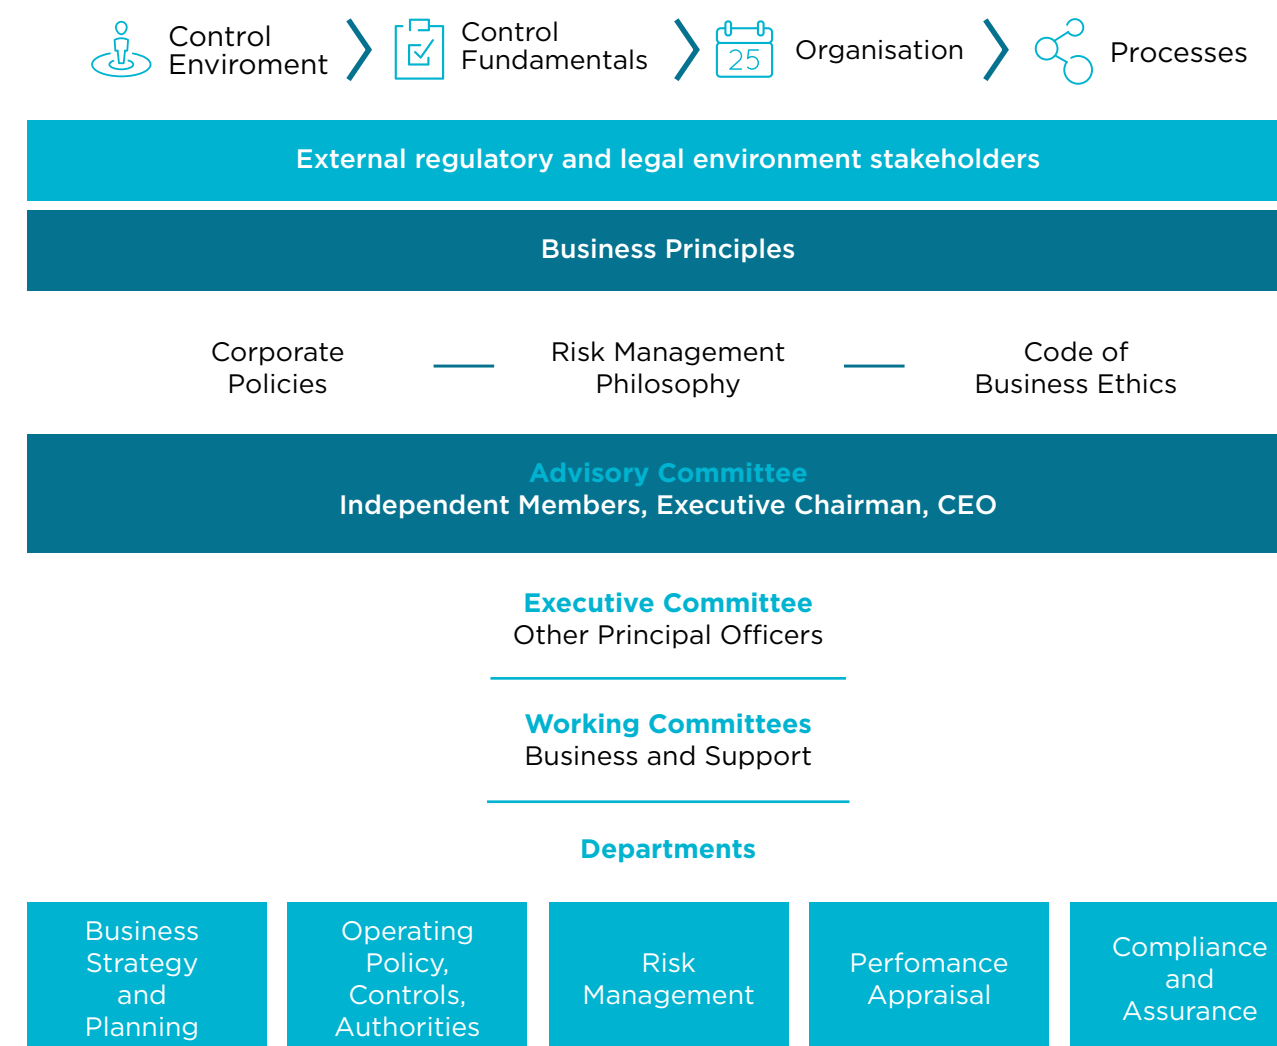 Control
Enviroment
Control
Fundamentals
25
Organisation
Processes
External regulatory and legal environment stakeholders
Business Principles
Corporate
Policies
Risk Management
Philosophy
Code of
Business Ethics
Advisory Committee
Independent Members, Executive Chairman, CEO
Executive Committee
Other Principal Officers
Working Committees
Business and Support
Departments
Business
Strategy
and
Planning
Operating
Policy,
Controls,
Authorities
Risk
Management
Perfomance
Appraisal
Compliance
and
Assurance